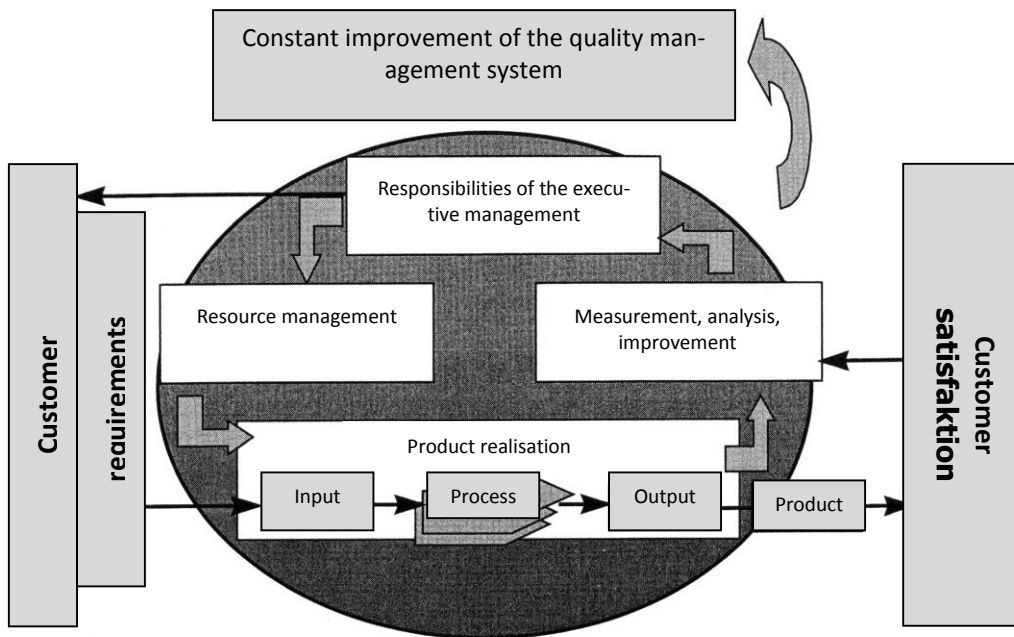 Constant improvement of the quality man-
agement system
Responsibilities of the execu-
tive management
Resource management
Measurement, analysis,
improvement
Customer
requirements
Product realisation
Input
Process
Output
Product
Customer
satisfaktion